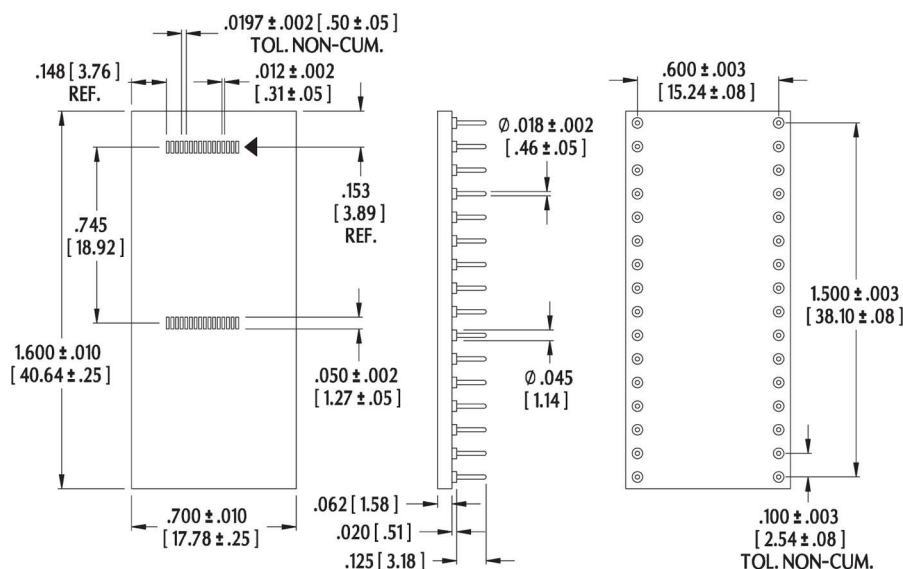 .0197 ±.002 [ .50 ±.05 ]
TOL. NON-CUM.
.148 [ 3.76 ]
REF.
.012 ±.002
[ .31 ±.05 ]
.745
[ 18.92 ]
.153
[ 3.89 ]
REF.
1.600 ±.010
[ 40.64 ±.25 ]
.050 ±.002
[ 1.27 ±.05 ]
.700 ±.010
[ 17.78 ±.25 ]
Ø .018 ±.002
[ .46 ±.05 ]
Ø .045
[ 1.14 ]
.062 [ 1.58 ]
.020 [ .51 ]
.125 [ 3.18 ]
.600 ±.003
[ 15.24 ±.08 ]
1.500 ±.003
[ 38.10 ±.08 ]
.100 ±.003
[ 2.54 ±.08 ]
TOL. NON-CUM.